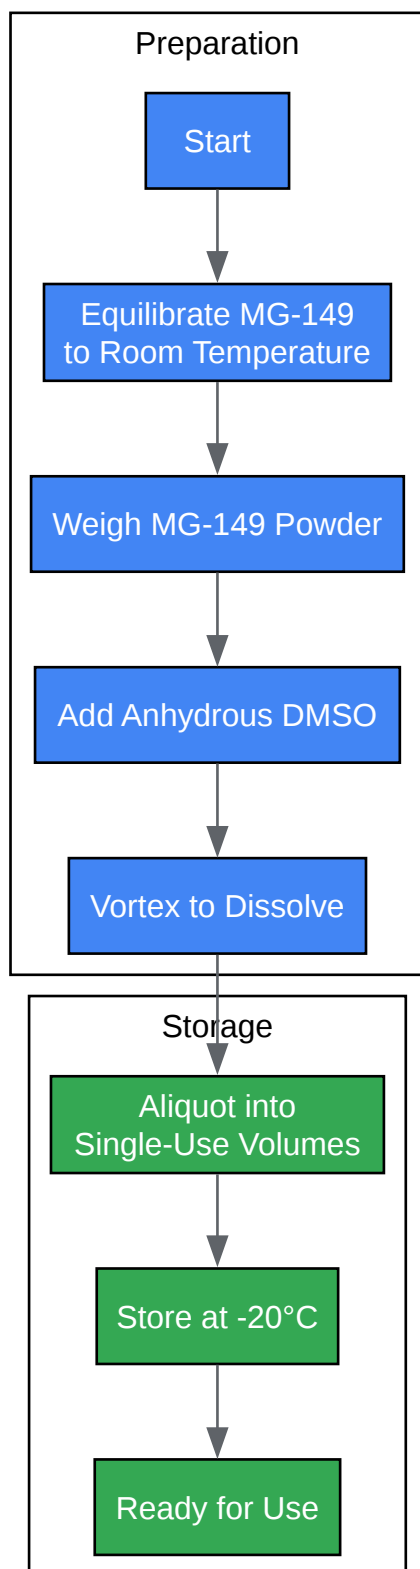 Preparation
Start
Equilibrate MG-149
to Room Temperature
Weigh MG-149 Powder
Add Anhydrous DMSO
Vortex to Dissolve
Storage
Aliquot into
Single-Use Volumes
Store at -20°C
Ready for Use